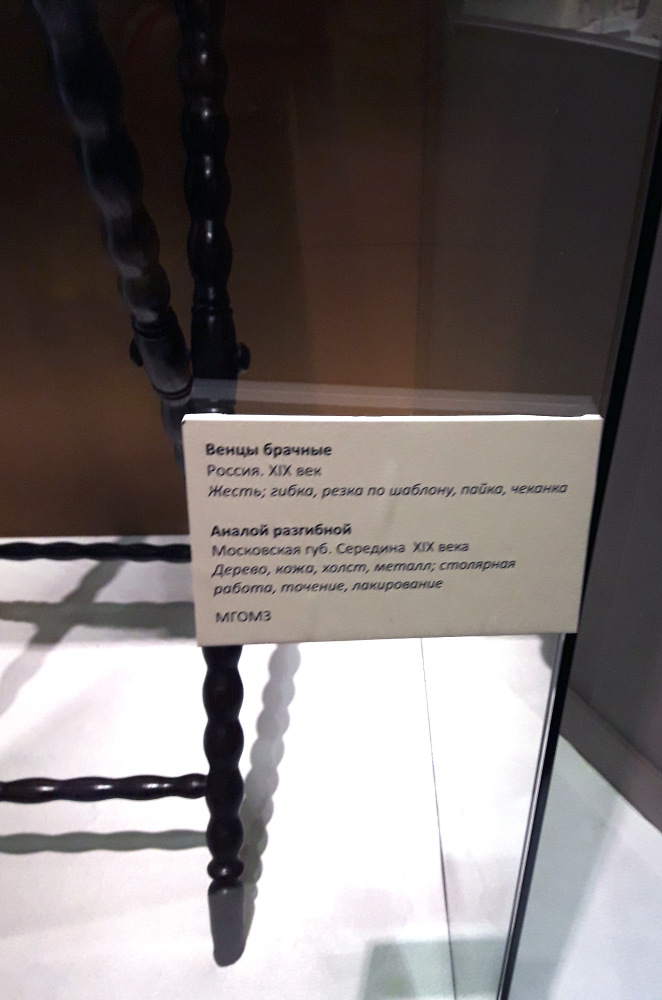 Венцы брачные
Россия. XIX век
Жесть; гибка, резка по шаблону, пайка, чеканка
Аналой разгибной
Московская губ. Середина XIX века
Дерево, кожа, холст, металл; столярная
работа, точение, лакирование
МГОМЗ